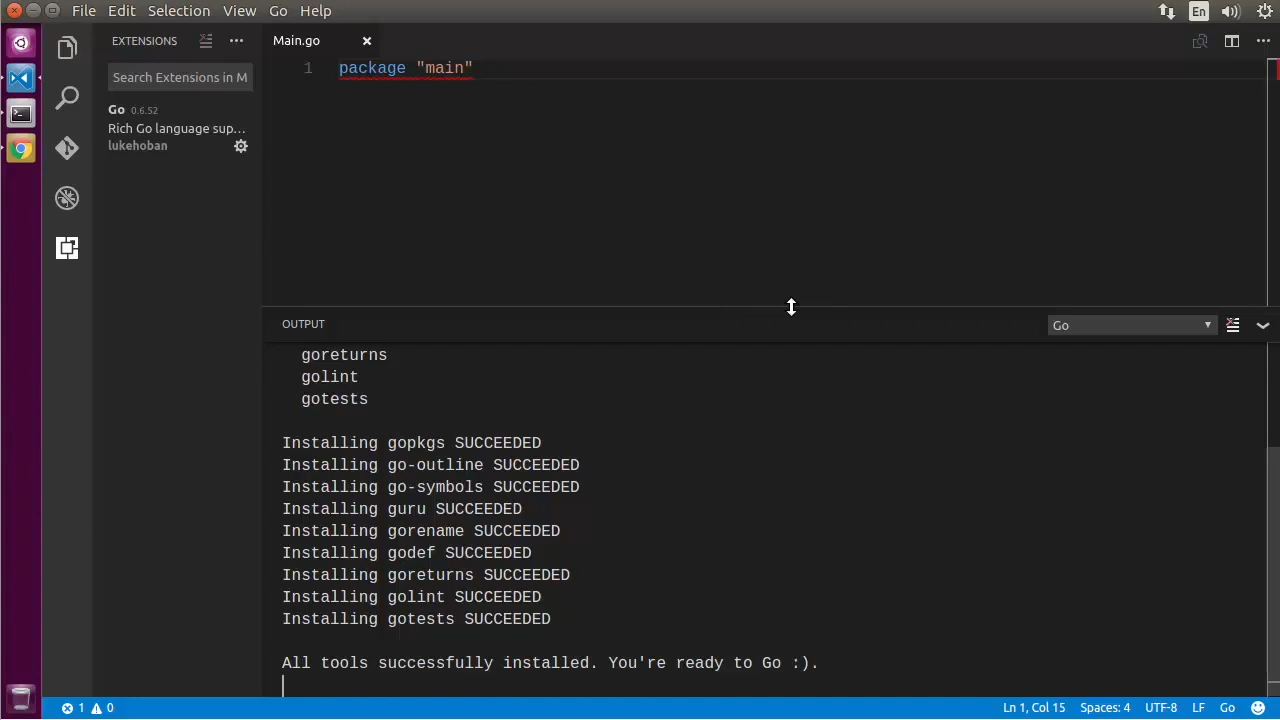 File Edit Selection View Go Help
En
EXTENSIONS
Main.go
Search Extensions in M
1 package "main"
Go 0.6.52
Rich Go language sup...
lukehoban
OUTPUT
Go
goreturns
golint
gotests
Installing gopkgs SUCCEEDED
Installing go-outline SUCCEEDED
Installing go-symbols SUCCEEDED
Installing guru SUCCEEDED
Installing gorename SUCCEEDED
Installing godef SUCCEEDED
Installing goreturns SUCCEEDED
Installing golint SUCCEEDED
Installing gotests SUCCEEDED
All tools successfully installed. You're ready to Go :).
1 0 Ln 1, Col 15 Spaces: 4 UTF-8 LF Go